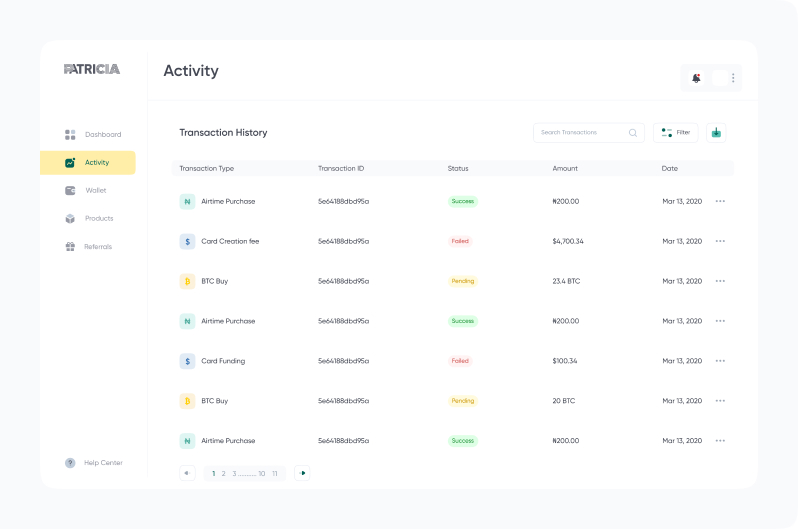 PATRICIA
Activity
Dashboard
Activity
Wallet
Products
Referrals
Help Center
Transaction History
Search Transactions
Filter
Transaction Type Transaction ID Status Amount Date
₦ Airtime Purchase 5e64188dbd95a Success ₦200.00 Mar 13, 2020
$ Card Creation fee 5e64188dbd95a Failed $4,700.34 Mar 13, 2020
₿ BTC Buy 5e64188dbd95a Pending 23.4 BTC Mar 13, 2020
₦ Airtime Purchase 5e64188dbd95a Success ₦200.00 Mar 13, 2020
$ Card Funding 5e64188dbd95a Failed $100.34 Mar 13, 2020
₿ BTC Buy 5e64188dbd95a Pending 20 BTC Mar 13, 2020
₦ Airtime Purchase 5e64188dbd95a Success ₦200.00 Mar 13, 2020
1 2 3 .......... 10 11